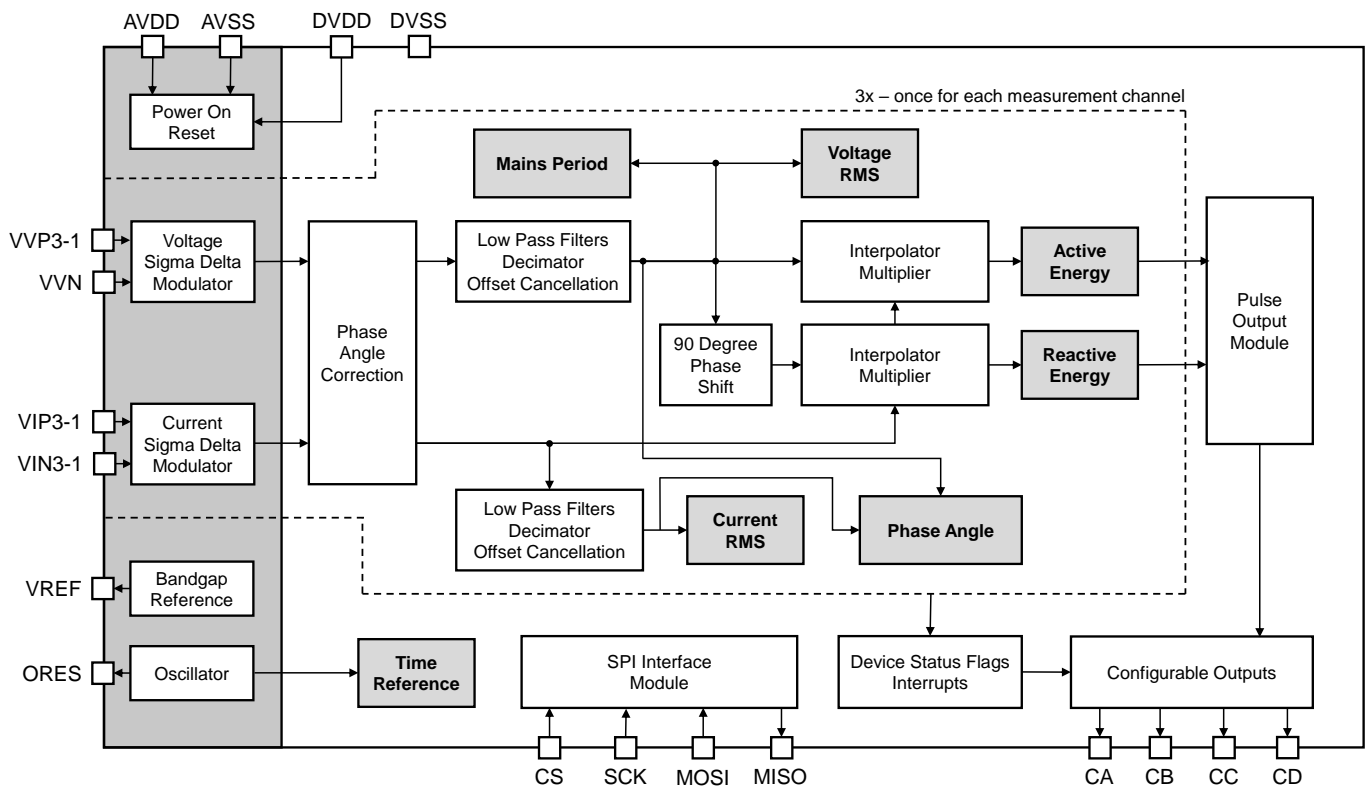 AVDD
AVSS
DVDD
DVSS
Power On
Reset
3x – once for each measurement channel
Mains Period
Voltage
RMS
VVP3-1
VVN
Voltage
Sigma Delta
Modulator
Phase
Angle
Correction
Low Pass Filters
Decimator
Offset Cancellation
Interpolator
Multiplier
Active
Energy
Pulse
Output
Module
90 Degree
Phase
Shift
Interpolator
Multiplier
Reactive
Energy
VIP3-1
VIN3-1
Current
Sigma Delta
Modulator
Low Pass Filters
Decimator
Offset Cancellation
Current
RMS
Phase Angle
VREF
Bandgap
Reference
ORES
Oscillator
Time
Reference
SPI Interface
Module
Device Status Flags
Interrupts
Configurable Outputs
CS
SCK
MOSI
MISO
CA
CB
CC
CD